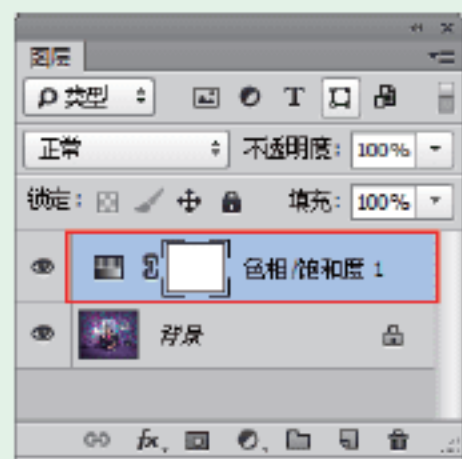 图层
类型 T
正常 不透明度: 100%
锁定: 填充: 100%
色相/饱和度 1
背景
fx